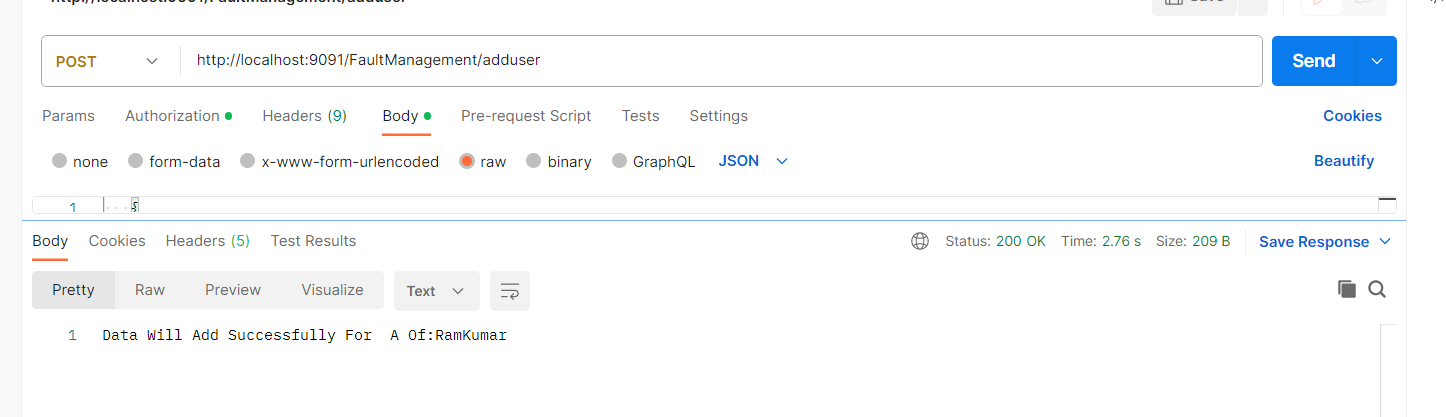 POST
http://localhost:9091/FaultManagement/adduser
Send
Params Authorization Headers (9) Body Pre-request Script Tests Settings Cookies
none form-data x-www-form-urlencoded raw binary GraphQL JSON Beautify
1 {
Body Cookies Headers (5) Test Results Status: 200 OK Time: 2.76 s Size: 209 B Save Response
Pretty Raw Preview Visualize Text
1 Data Will Add Successfully For  A Of:RamKumar